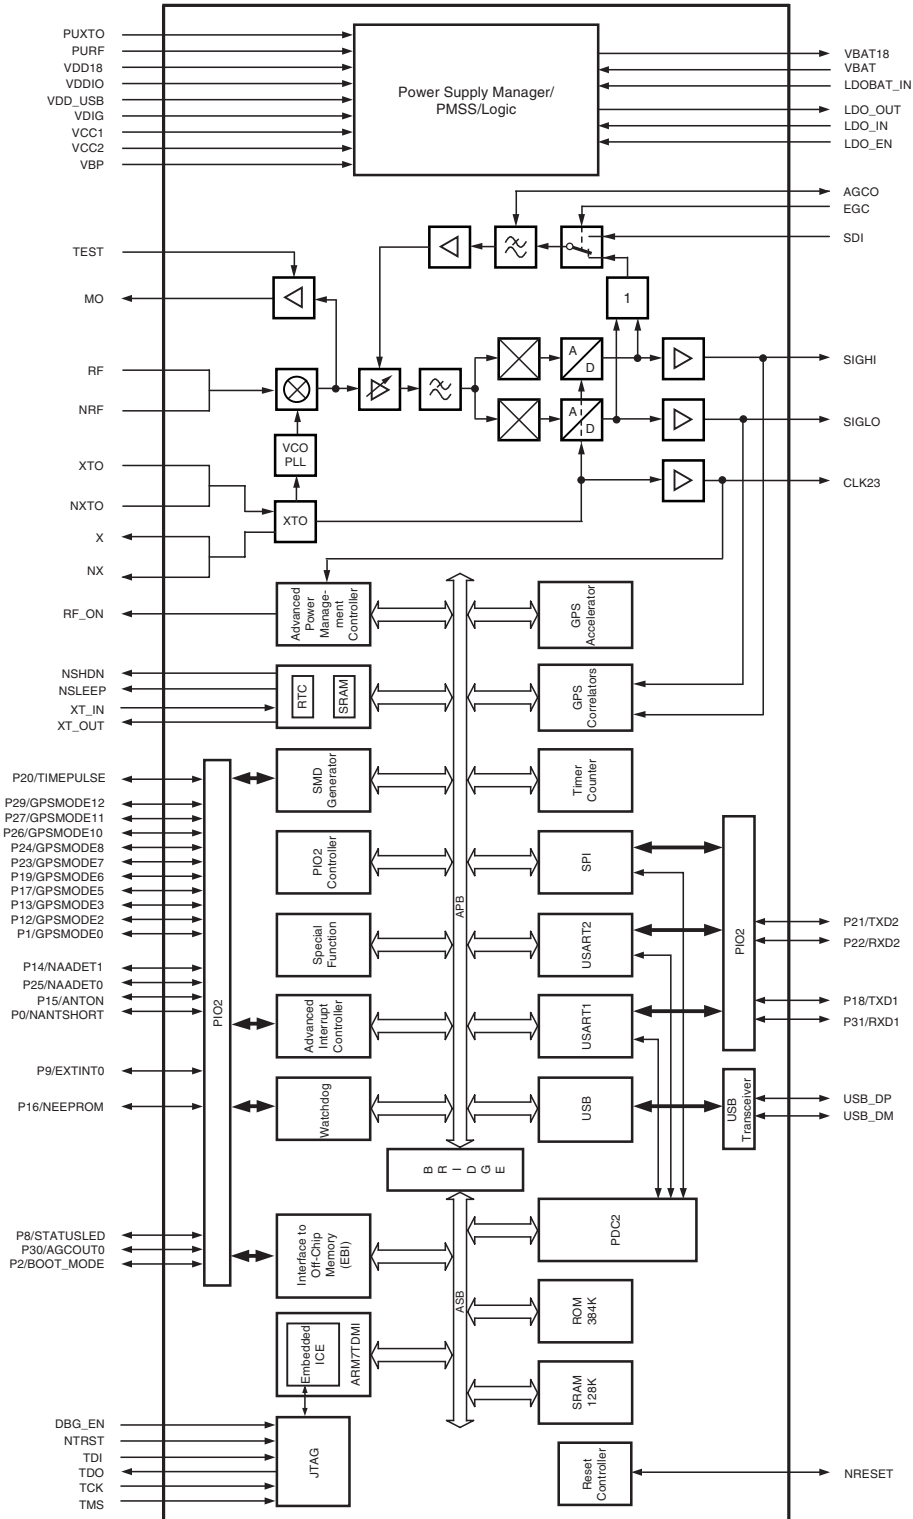 PUXTO
PURF
VDD18
VDDIO
VDD_USB
VDIG
VCC1
VCC2
VBP
Power Supply Manager/
PMSS/Logic
VBAT18
VBAT
LDOBAT_IN
LDO_OUT
LDO_IN
LDO_EN
AGCO
EGC
SDI
TEST
MO
1
RF
NRF
A
D
A
D
SIGHI
SIGLO
VCO
PLL
XTO
NXTO
X
NX
XTO
CLK23
RF_ON
Advanced
Power
Manage-
ment
Controller
GPS
Accelerator
NSHDN
NSLEEP
XT_IN
XT_OUT
RTC
SRAM
GPS
Correlators
P20/TIMEPULSE
P29/GPSMODE12
P27/GPSMODE11
P26/GPSMODE10
P24/GPSMODE8
P23/GPSMODE7
P19/GPSMODE6
P17/GPSMODE5
P13/GPSMODE3
P12/GPSMODE2
P1/GPSMODE0
P14/NAADET1
P25/NAADET0
P15/ANTON
P0/NANTSHORT
P9/EXTINT0
P16/NEEPROM
P8/STATUSLED
P30/AGCOUT0
P2/BOOT_MODE
PIO2
SMD
Generator
PIO2
Controller
Special
Function
Advanced
Interrupt
Controller
Watchdog
APB
Timer
Counter
SPI
USART2
USART1
USB
PIO2
P21/TXD2
P22/RXD2
P18/TXD1
P31/RXD1
USB
Transceiver
USB_DP
USB_DM
B R I D G E
Interface to
Off-Chip
Memory
(EBI)
ASB
PDC2
ROM
384K
SRAM
128K
Embedded
ICE
ARM7TDMI
DBG_EN
NTRST
TDI
TDO
TCK
TMS
JTAG
Reset
Controller
NRESET